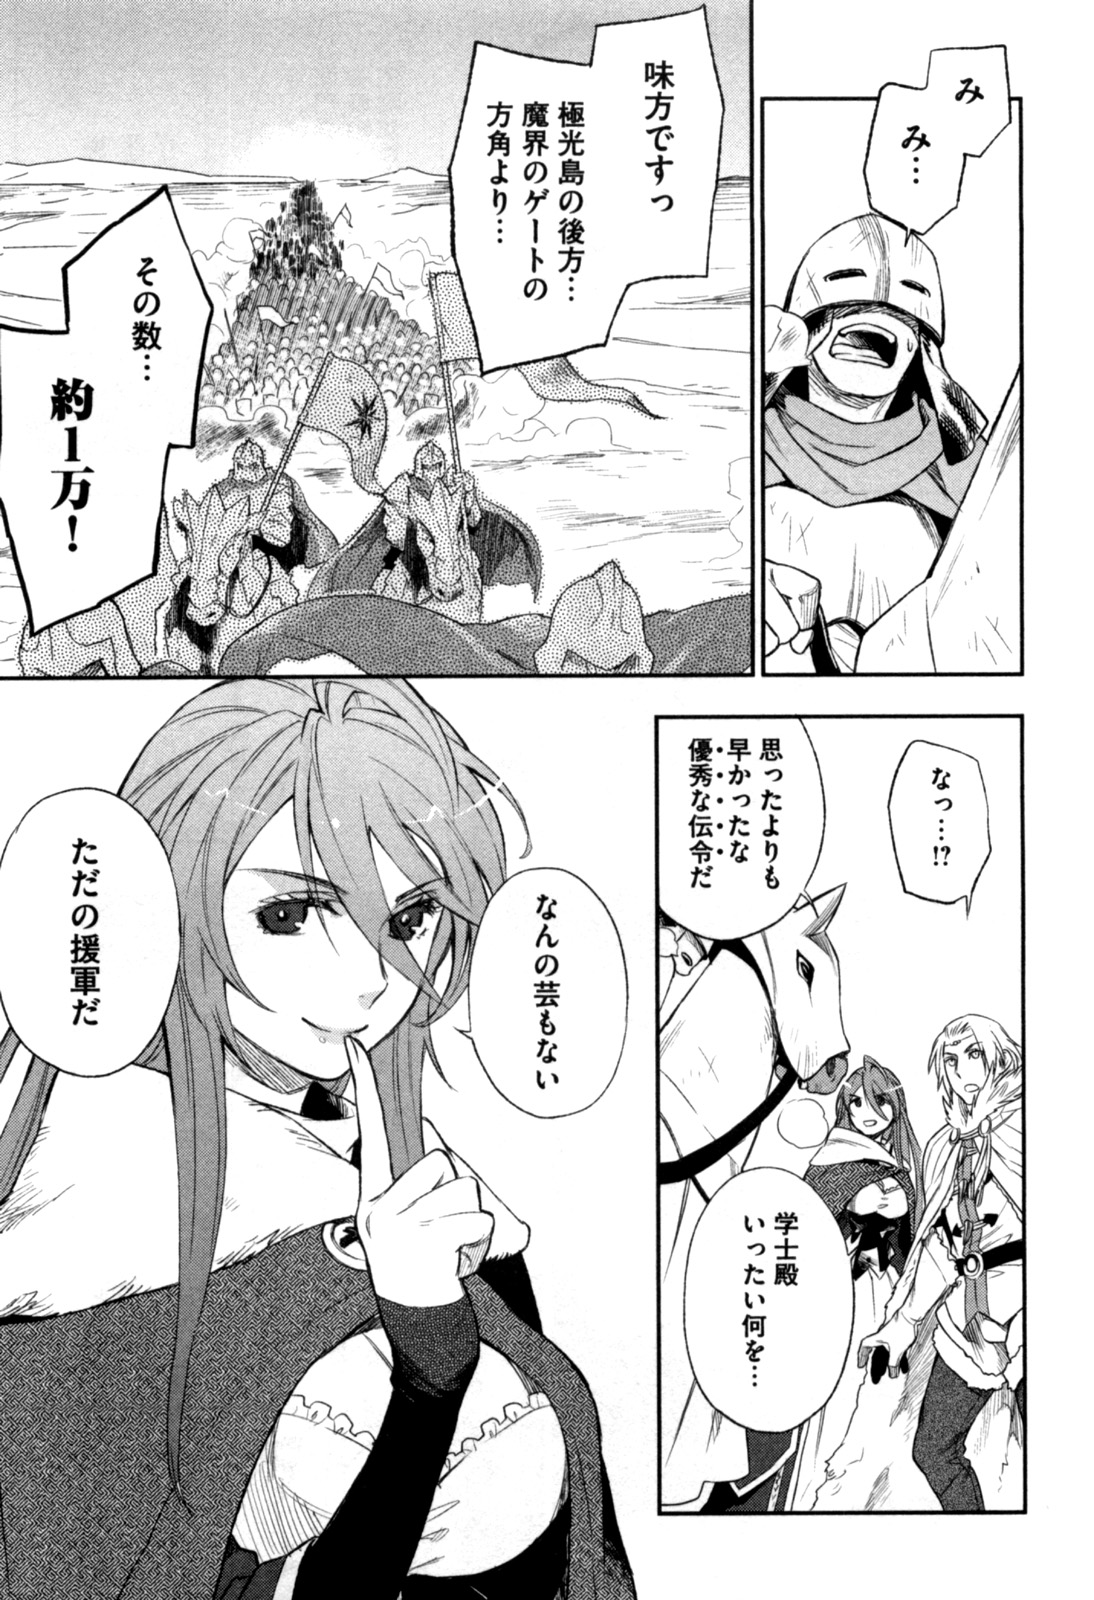 み
み…
味方ですっ
極光島の後方…
魔界のゲートの
方角より…
その数…
約1万!
なっ…!?
思ったよりも
早かったな
優秀な伝令だ
学士殿
いったい何を…
なんの芸もない
ただの援軍だ